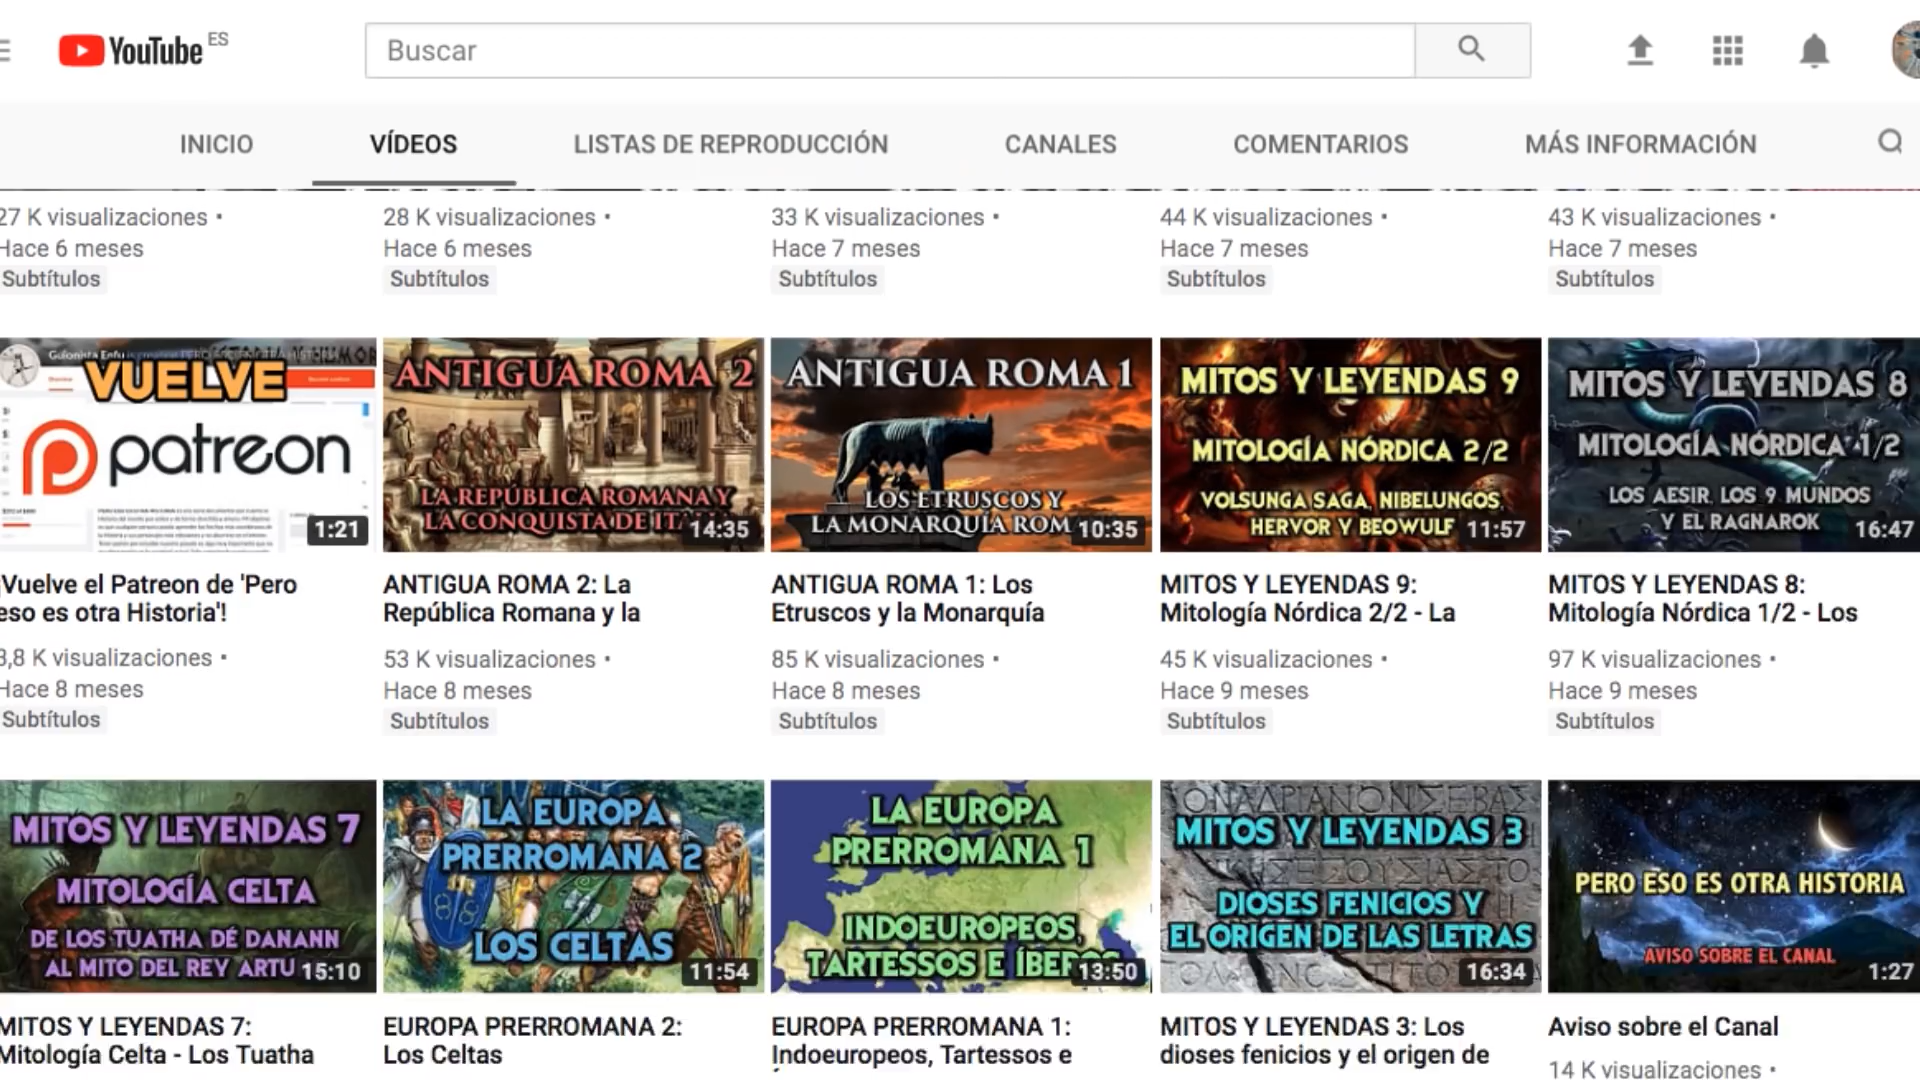 YouTube ES
Buscar
INICIO
VÍDEOS
LISTAS DE REPRODUCCIÓN
CANALES
COMENTARIOS
MÁS INFORMACIÓN
27 K visualizaciones •
Hace 6 meses
Subtítulos
28 K visualizaciones •
Hace 6 meses
Subtítulos
33 K visualizaciones •
Hace 7 meses
Subtítulos
44 K visualizaciones •
Hace 7 meses
Subtítulos
43 K visualizaciones •
Hace 7 meses
Subtítulos
VUELVE
patreon
1:21
¡Vuelve el Patreon de 'Pero
eso es otra Historia'!
3,8 K visualizaciones •
Hace 8 meses
Subtítulos
ANTIGUA ROMA 2
LA REPÚBLICA ROMANA Y
LA CONQUISTA DE IT
14:35
ANTIGUA ROMA 2: La
República Romana y la
53 K visualizaciones •
Hace 8 meses
Subtítulos
ANTIGUA ROMA 1
LOS ETRUSCOS Y
LA MONARQUÍA ROM
10:35
ANTIGUA ROMA 1: Los
Etruscos y la Monarquía
85 K visualizaciones •
Hace 8 meses
Subtítulos
MITOS Y LEYENDAS 9
MITOLOGÍA NÓRDICA 2/2
VOLSUNGA SAGA, NIBELUNGOS,
HERVOR Y BEOWULF
11:57
MITOS Y LEYENDAS 9:
Mitología Nórdica 2/2 - La
45 K visualizaciones •
Hace 9 meses
Subtítulos
MITOS Y LEYENDAS 8
MITOLOGÍA NÓRDICA 1/2
LOS AESIR, LOS 9 MUNDOS
Y EL RAGNAROK
16:47
MITOS Y LEYENDAS 8:
Mitología Nórdica 1/2 - Los
97 K visualizaciones •
Hace 9 meses
Subtítulos
MITOS Y LEYENDAS 7
MITOLOGÍA CELTA
DE LOS TUATHA DÉ DANANN
AL MITO DEL REY ARTU
15:10
MITOS Y LEYENDAS 7:
Mitología Celta - Los Tuatha
LA EUROPA
PRERROMANA 2
LOS CELTAS
11:54
EUROPA PRERROMANA 2:
Los Celtas
LA EUROPA
PRERROMANA 1
INDOEUROPEOS,
TARTESSOS E ÍBEROS
13:50
EUROPA PRERROMANA 1:
Indoeuropeos, Tartessos e
MITOS Y LEYENDAS 3
DIOSES FENICIOS Y
EL ORIGEN DE LAS LETRAS
16:34
MITOS Y LEYENDAS 3: Los
dioses fenicios y el origen de
PERO ESO ES OTRA HISTORIA
AVISO SOBRE EL CANAL
1:27
Aviso sobre el Canal
14 K visualizaciones •